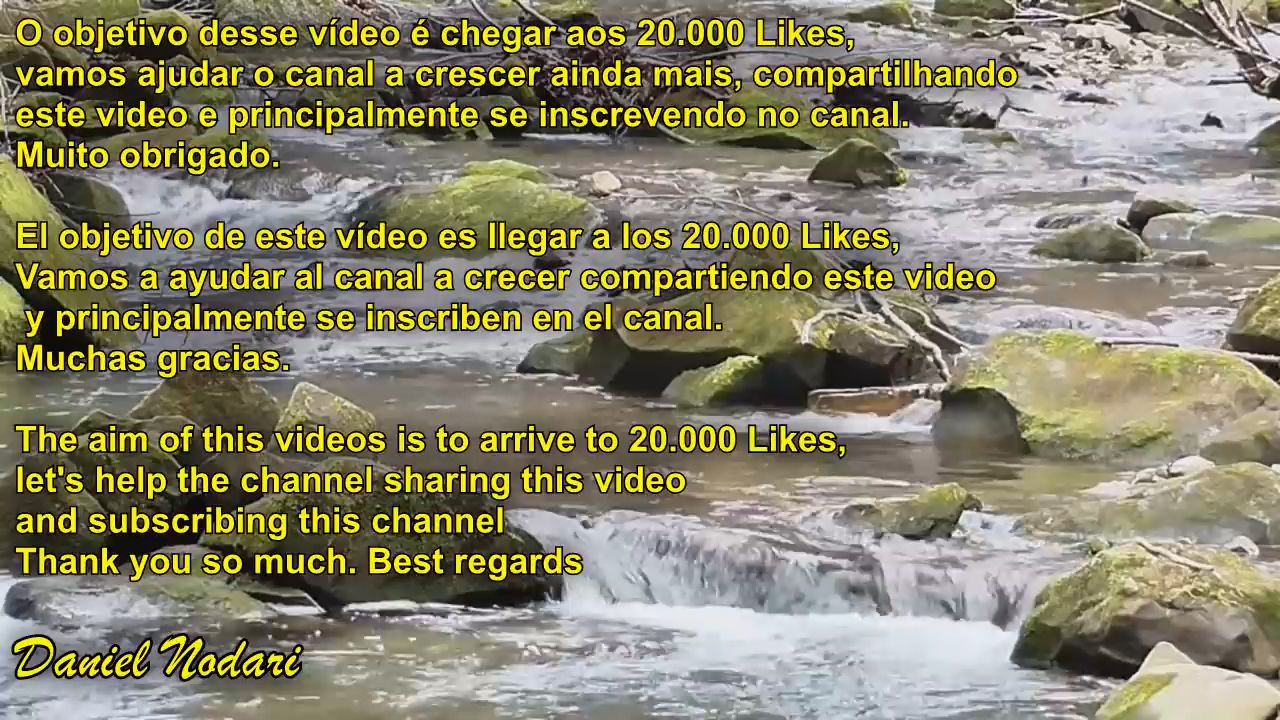 O objetivo desse vídeo é chegar aos 20.000 Likes,
vamos ajudar o canal a crescer ainda mais, compartilhando
este video e principalmente se inscrevendo no canal.
Muito obrigado.
El objetivo de este vídeo es llegar a los 20.000 Likes,
Vamos a ayudar al canal a crecer compartiendo este video
y principalmente se inscriben en el canal.
Muchas gracias.
The aim of this videos is to arrive to 20.000 Likes,
let's help the channel sharing this video
and subscribing this channel
Thank you so much. Best regards
Daniel Nodari